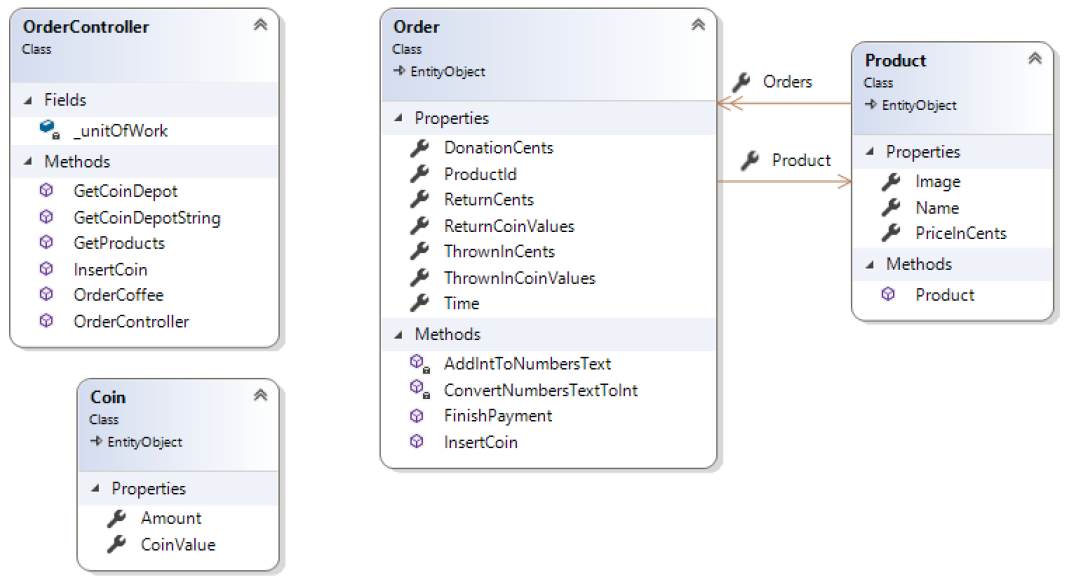 OrderController
Class
Fields
_unitOfWork
Methods
GetCoinDepot
GetCoinDepotString
GetProducts
InsertCoin
OrderCoffee
OrderController
Coin
Class
EntityObject
Properties
Amount
CoinValue
Order
Class
EntityObject
Properties
DonationCents
ProductId
ReturnCents
ReturnCoinValues
ThrownInCents
ThrownInCoinValues
Time
Methods
AddIntToNumbersText
ConvertNumbersTextToInt
FinishPayment
InsertCoin
Orders
Product
Product
Class
EntityObject
Properties
Image
Name
PriceInCents
Methods
Product